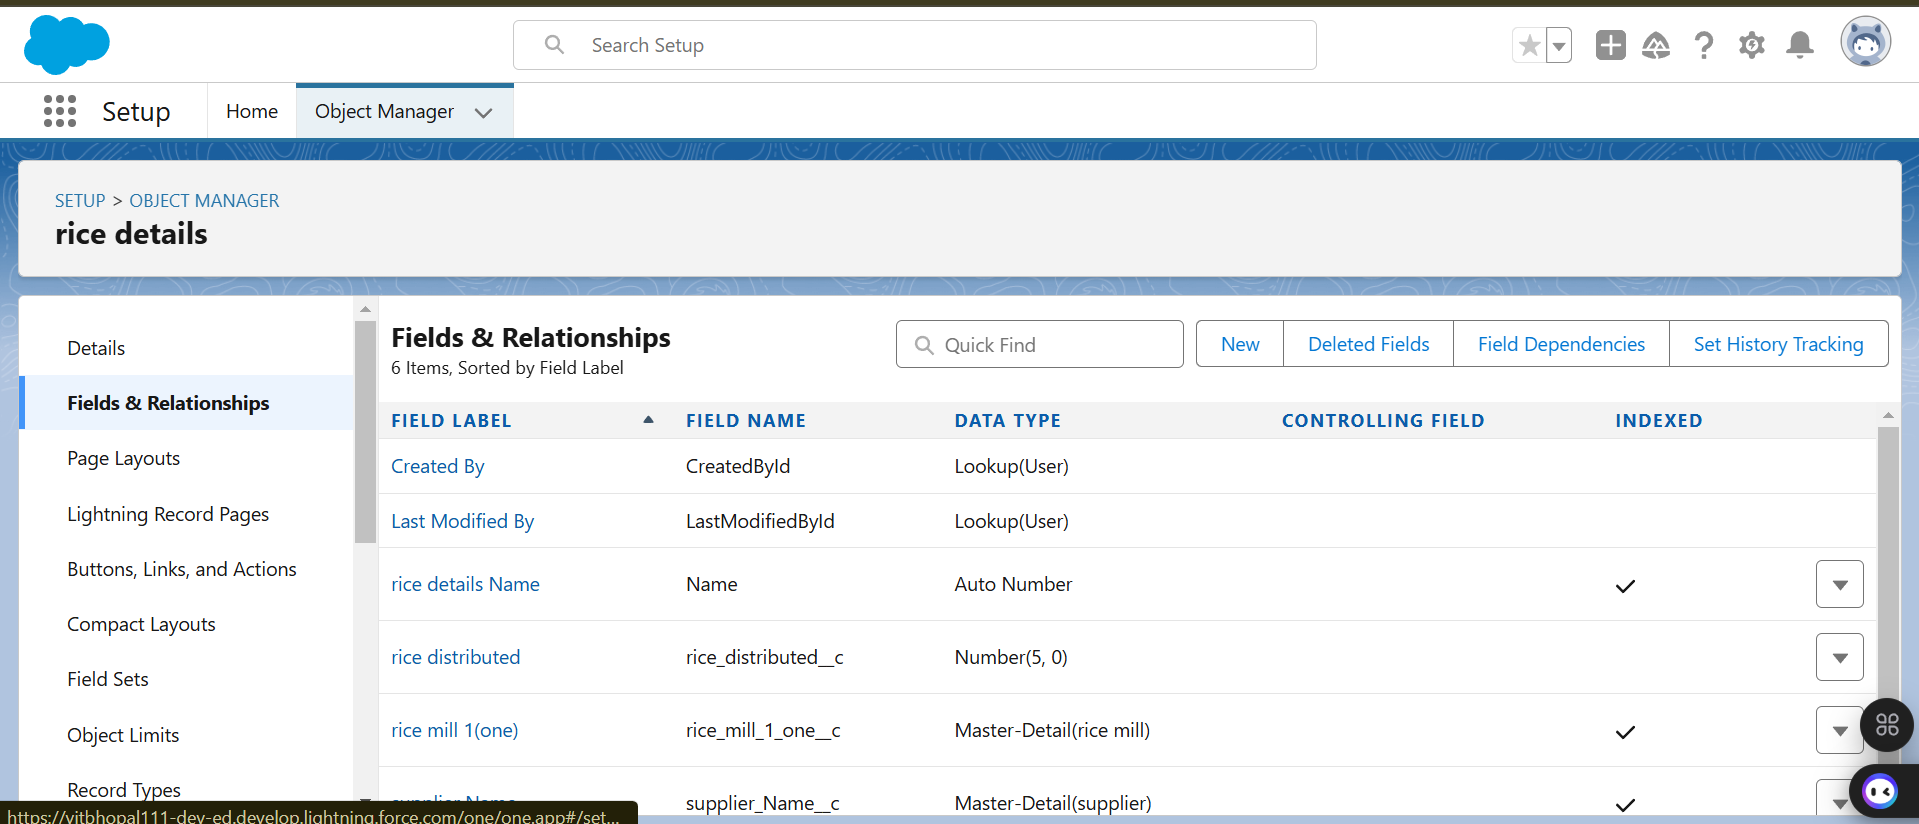 Search Setup
Setup
Home
Object Manager
SETUP > OBJECT MANAGER
rice details
Details
Fields & Relationships
Page Layouts
Lightning Record Pages
Buttons, Links, and Actions
Compact Layouts
Field Sets
Object Limits
Record Types
Fields & Relationships
6 Items, Sorted by Field Label
Quick Find
New
Deleted Fields
Field Dependencies
Set History Tracking
FIELD LABEL FIELD NAME DATA TYPE CONTROLLING FIELD INDEXED
Created By CreatedById Lookup(User)
Last Modified By LastModifiedById Lookup(User)
rice details Name Name Auto Number
rice distributed rice_distributed__c Number(5, 0)
rice mill 1(one) rice_mill_1_one__c Master-Detail(rice mill)
supplier Name supplier_Name__c Master-Detail(supplier)
https://vitbhopal111-dev-ed.develop.lightning.force.com/one/one.app#/set...